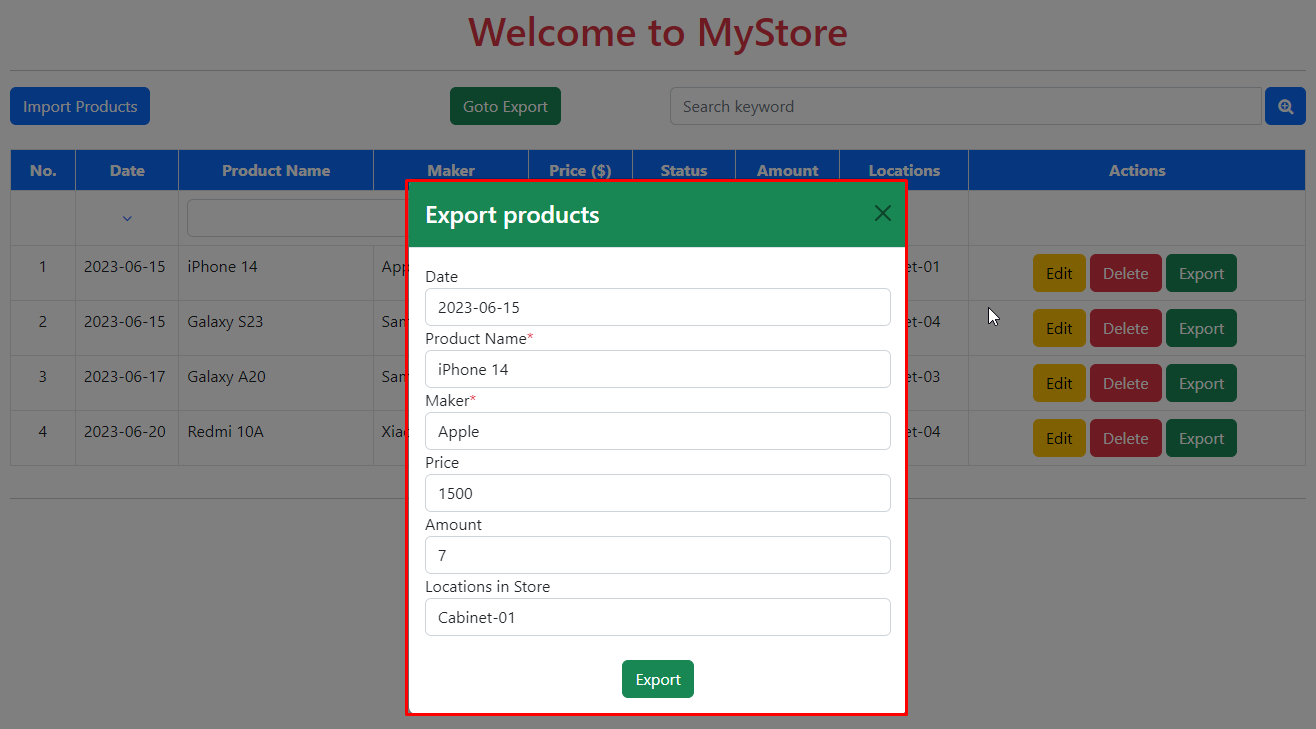 Welcome to MyStore
Import Products Goto Export Search keyword
No. Date Product Name Maker Price ($) Status Amount Locations Actions
Export products
1 2023-06-15 iPhone 14 Edit Delete Export
2 2023-06-15 Galaxy S23 Edit Delete Export
3 2023-06-17 Galaxy A20 Edit Delete Export
4 2023-06-20 Redmi 10A Edit Delete Export
Date
2023-06-15
Product Name*
iPhone 14
Maker*
Apple
Price
1500
Amount
7
Locations in Store
Cabinet-01
Export